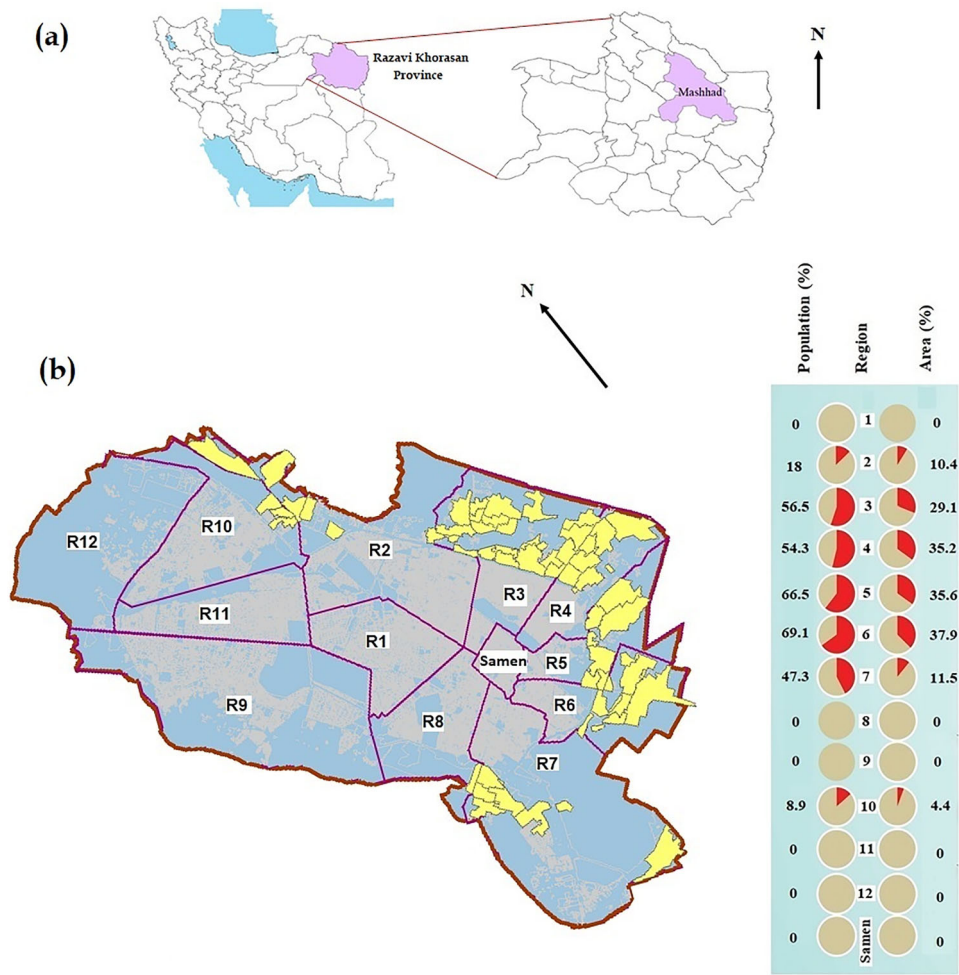 (a)
Razavi Khorasan
Province
Mashhad
N
N
(b)
Population (%)
Region
Area (%)
0 1 0
18 2 10.4
56.5 3 29.1
54.3 4 35.2
66.5 5 35.6
69.1 6 37.9
47.3 7 11.5
0 8 0
0 9 0
8.9 10 4.4
0 11 0
0 12 0
0 Samen 0
R12
R10
R2
R11
R3
R4
R1
Samen
R5
R9
R8
R6
R7